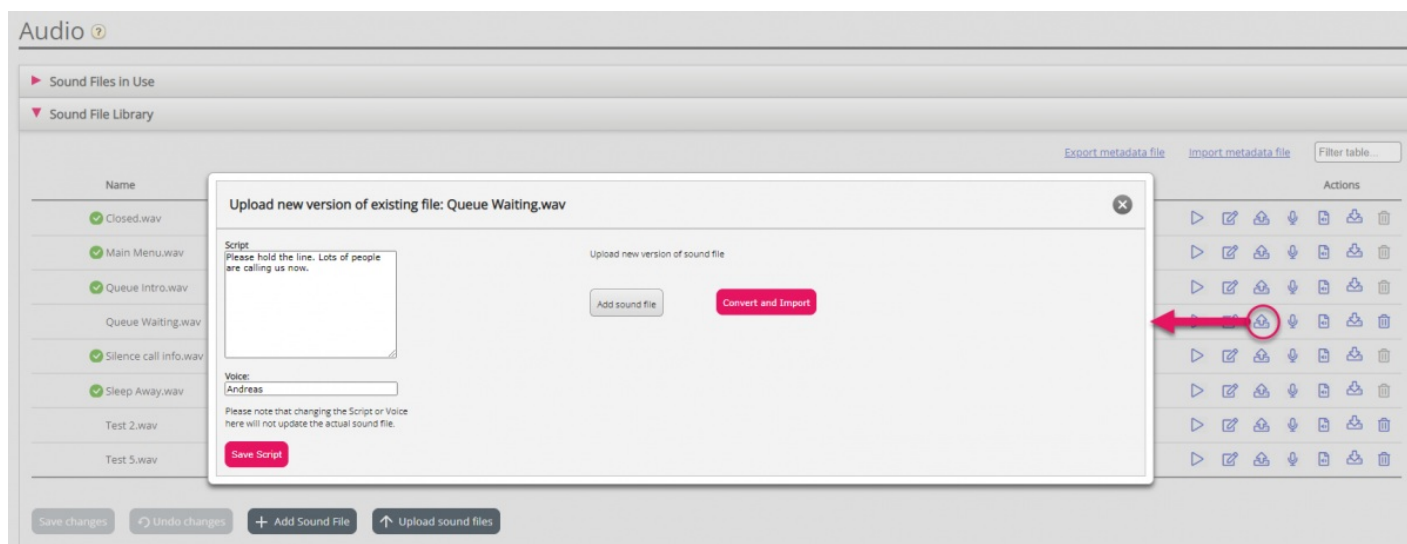 Audio ?
Sound Files in Use
Sound File Library
Export metadata file Import metadata file Filter table...
Name Actions
Upload new version of existing file: Queue Waiting.wav
Closed.wav
Main Menu.wav
Queue Intro.wav
Queue Waiting.wav
Silence call info.wav
Sleep Away.wav
Test 2.wav
Test 5.wav
Script
Please hold the line. Lots of people
are calling us now.
Voice:
Andreas
Please note that changing the Script or Voice
here will not update the actual sound file.
Save Script
Upload new version of sound file
Add sound file Convert and Import
Save changes Undo changes + Add Sound File Upload sound files